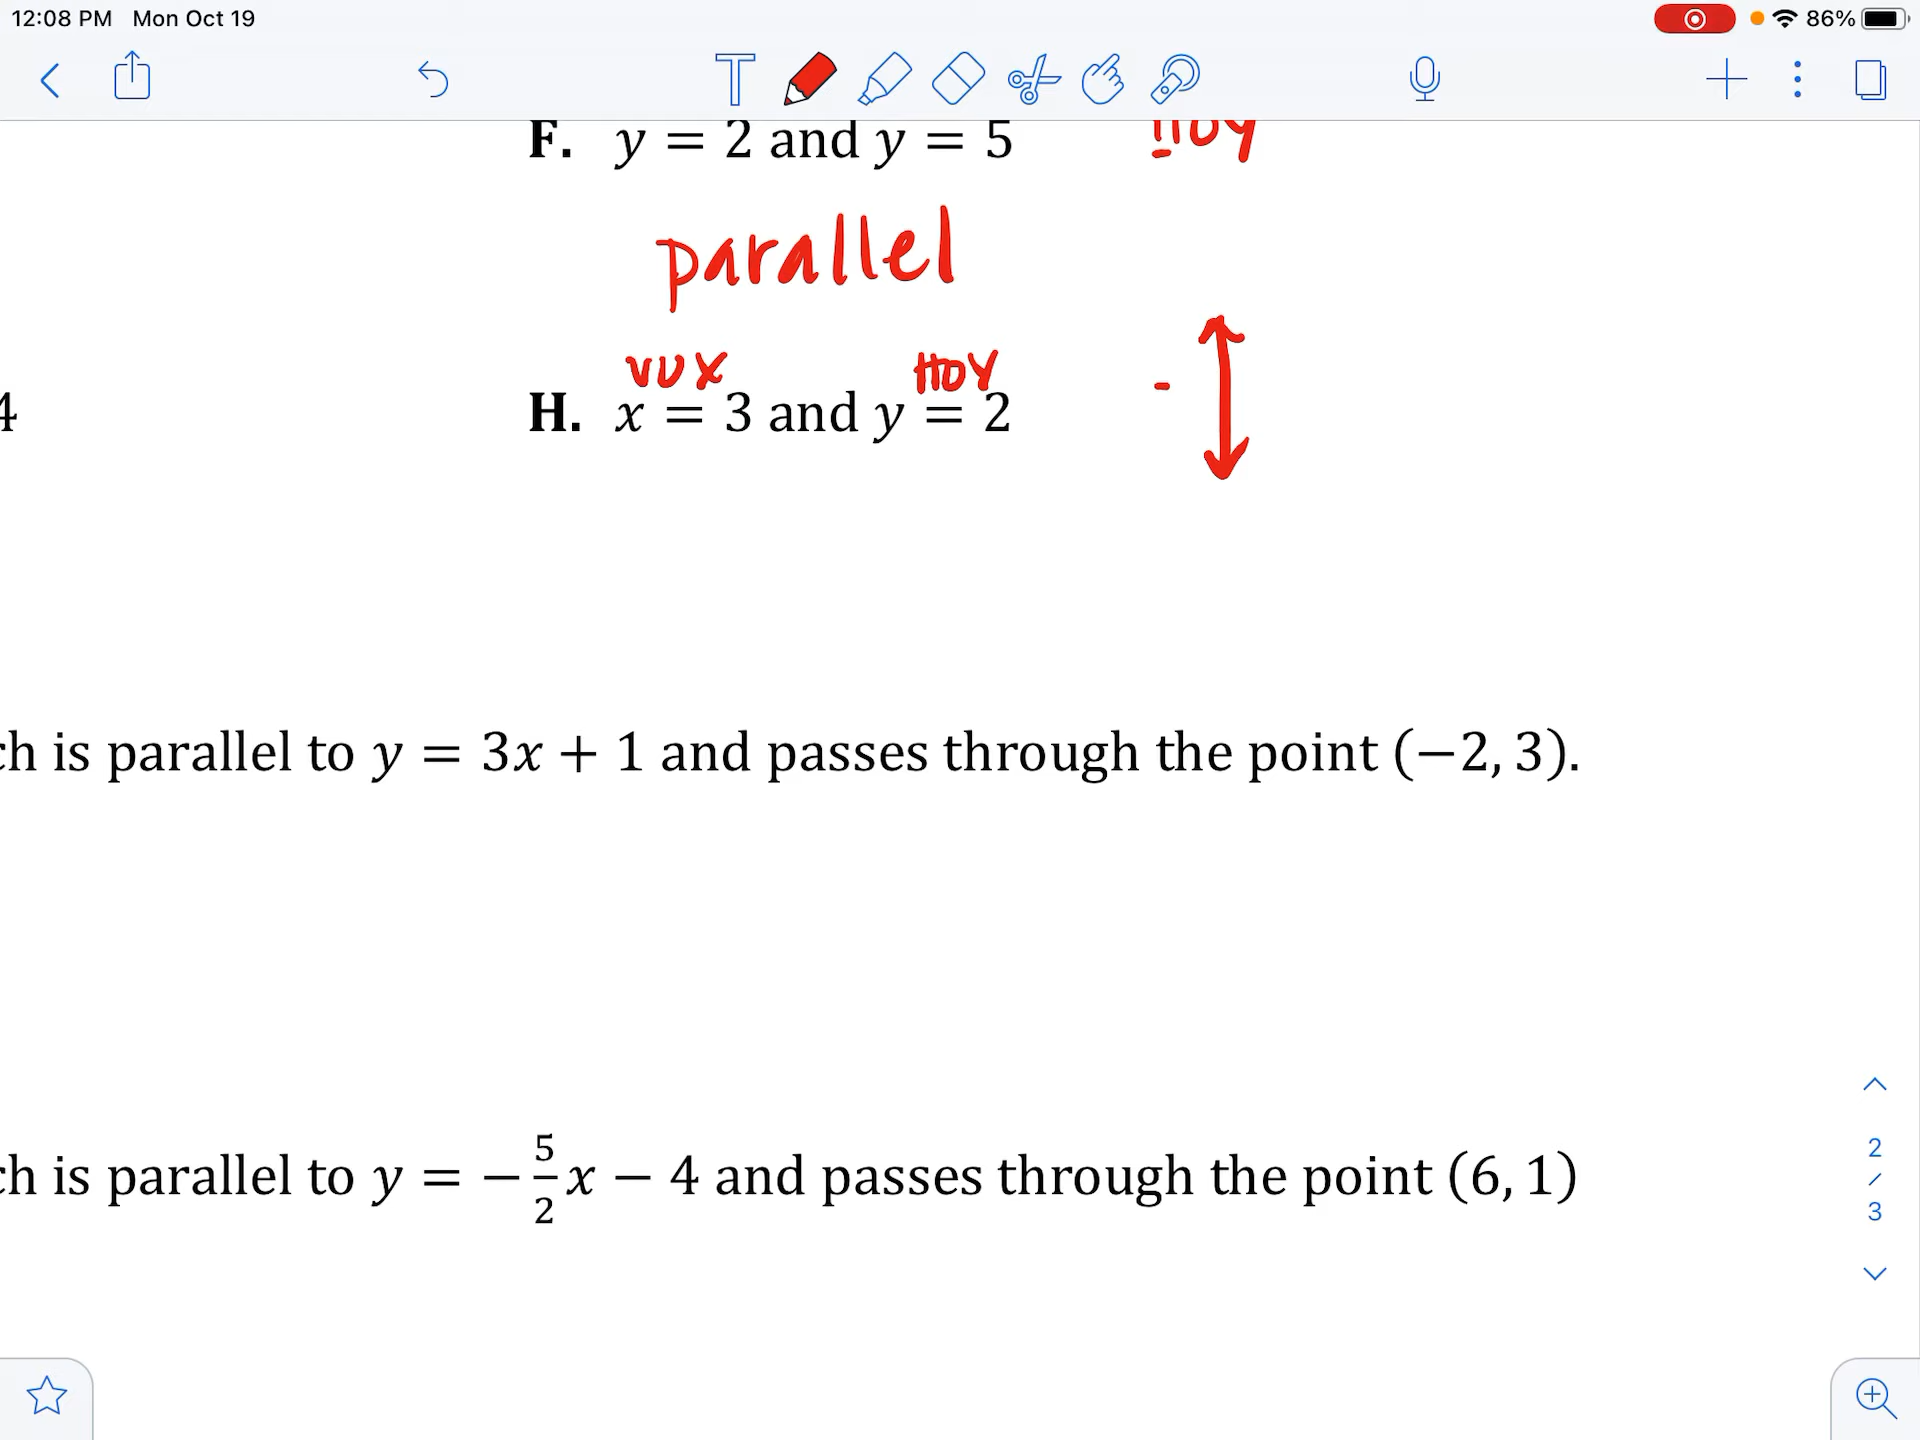 12:08 PM Mon Oct 19 86%
F. y = 2 and y = 5 HOY
parallel
VUX HOY
4 H. x = 3 and y = 2 -
ch is parallel to y = 3x + 1 and passes through the point (−2, 3).
ch is parallel to y = −5/2x − 4 and passes through the point (6, 1)
2
/
3